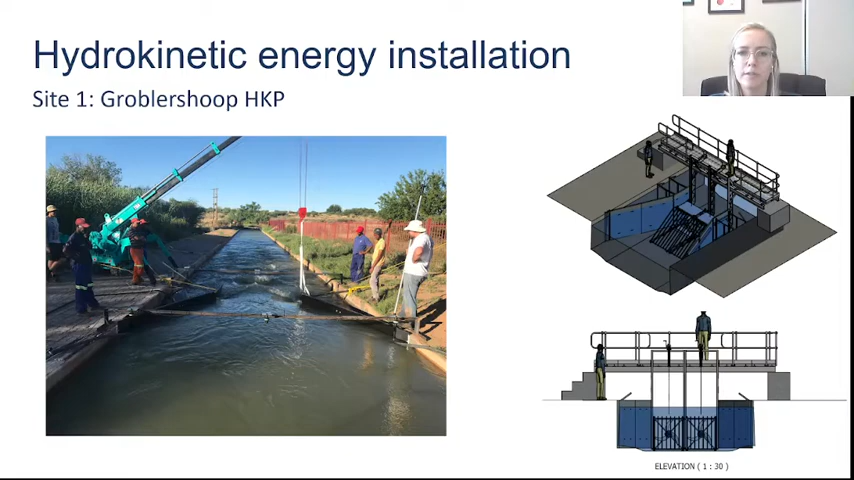 Hydrokinetic energy installation
Site 1: Groblershoop HKP
ELEVATION ( 1 : 30 )